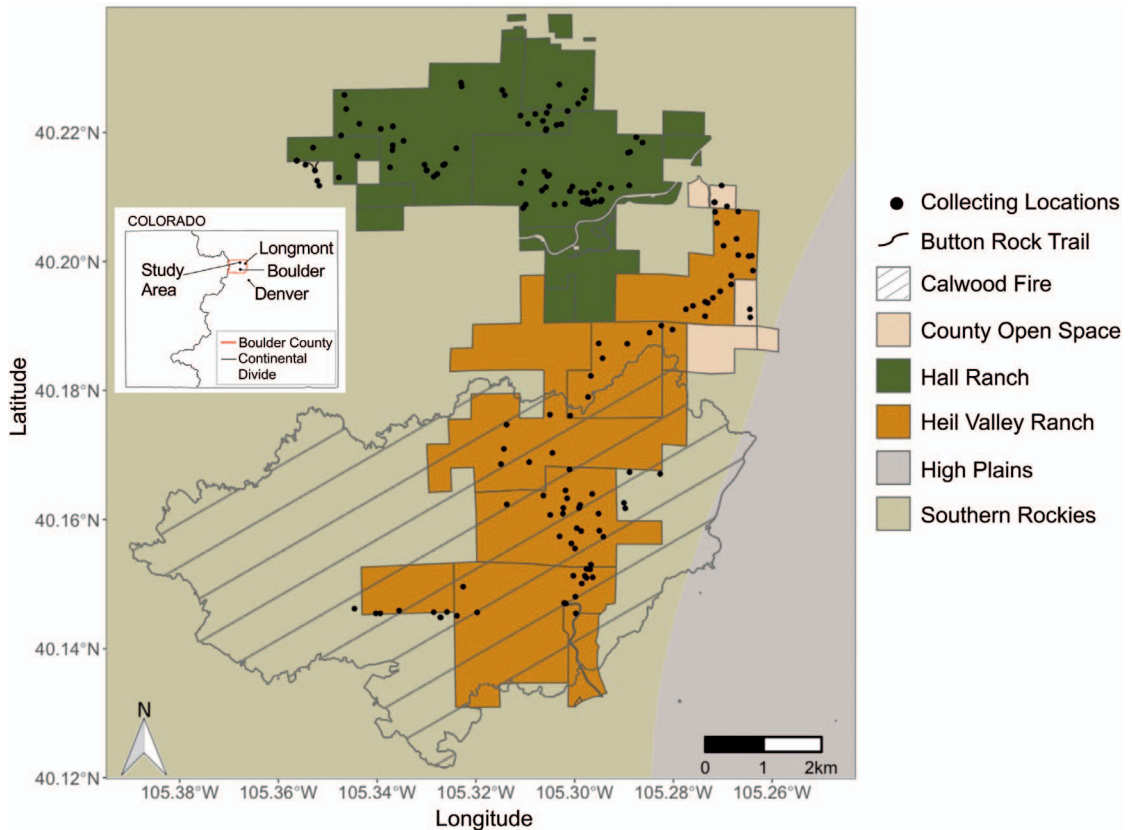 40.22°N
40.20°N
40.18°N
40.16°N
40.14°N
40.12°N
Latitude
COLORADO
Longmont
Study
Area
Boulder
Denver
Boulder County
Continental
Divide
N
0 1 2km
105.38°W 105.36°W 105.34°W 105.32°W 105.30°W 105.28°W 105.26°W
Longitude
Collecting Locations
Button Rock Trail
Calwood Fire
County Open Space
Hall Ranch
Heil Valley Ranch
High Plains
Southern Rockies